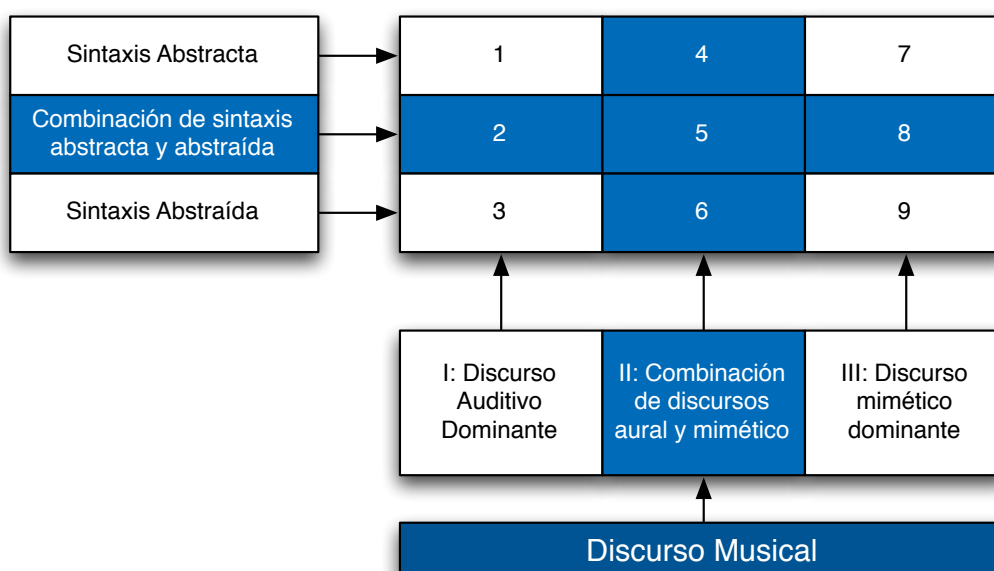 Sintaxis Abstracta
1
4
7
Combinación de sintaxis
abstracta y abstraída
2
5
8
Sintaxis Abstraída
3
6
9
I: Discurso
Auditivo
Dominante
II: Combinación
de discursos
aural y mimético
III: Discurso
mimético
dominante
Discurso Musical